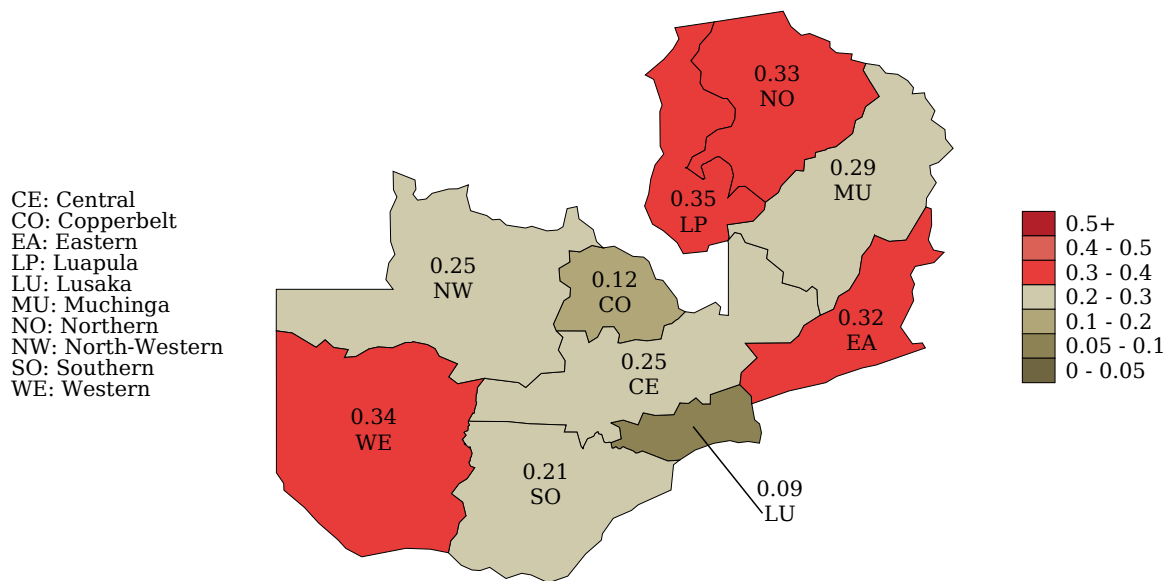 CE: Central
CO: Copperbelt
EA: Eastern
LP: Luapula
LU: Lusaka
MU: Muchinga
NO: Northern
NW: North-Western
SO: Southern
WE: Western
0.33
NO
0.29
MU
0.35
LP
0.25
NW
0.12
CO
0.32
EA
0.25
CE
0.34
WE
0.21
SO
0.09
LU
0.5+
0.4 - 0.5
0.3 - 0.4
0.2 - 0.3
0.1 - 0.2
0.05 - 0.1
0 - 0.05